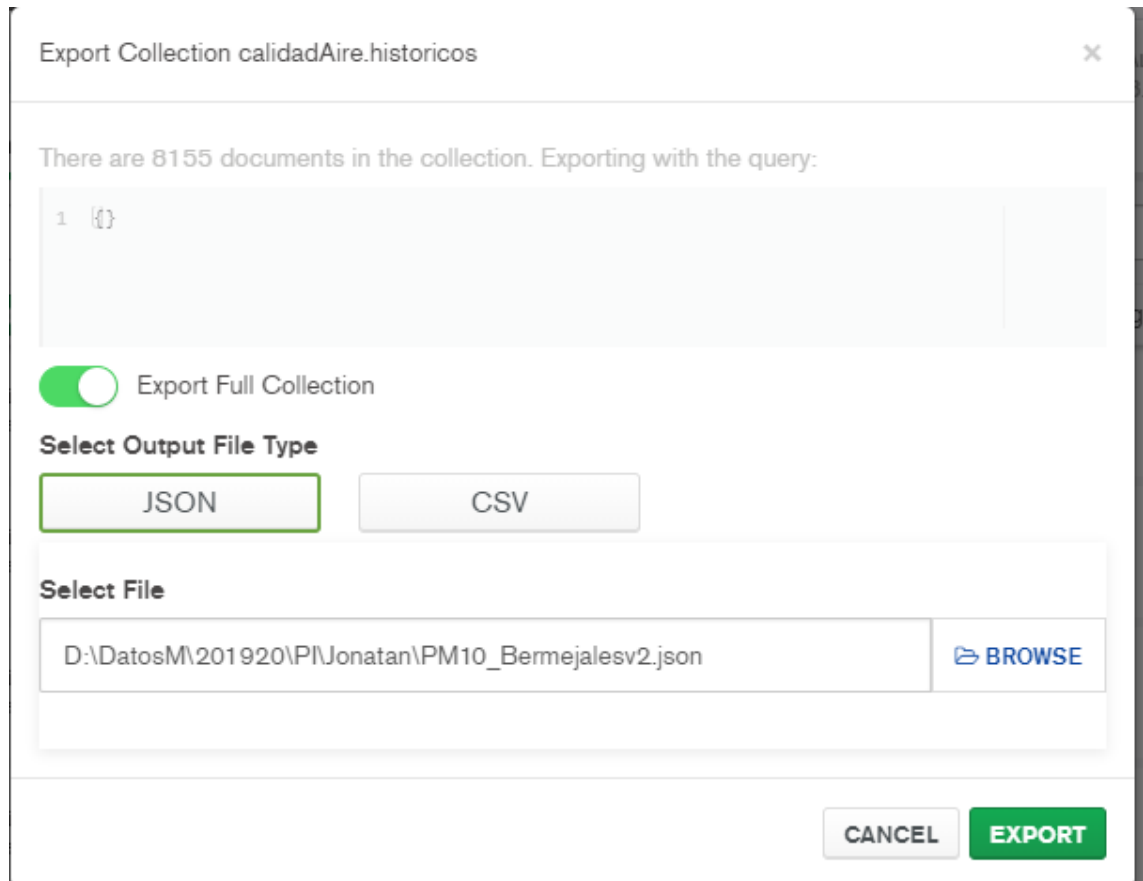 Export Collection calidadAire.historicos ×
There are 8155 documents in the collection. Exporting with the query:
1 {}
Export Full Collection
Select Output File Type
JSON CSV
Select File
D:\DatosM\201920\PI\Jonatan\PM10_Bermejalesv2.json BROWSE
CANCEL EXPORT